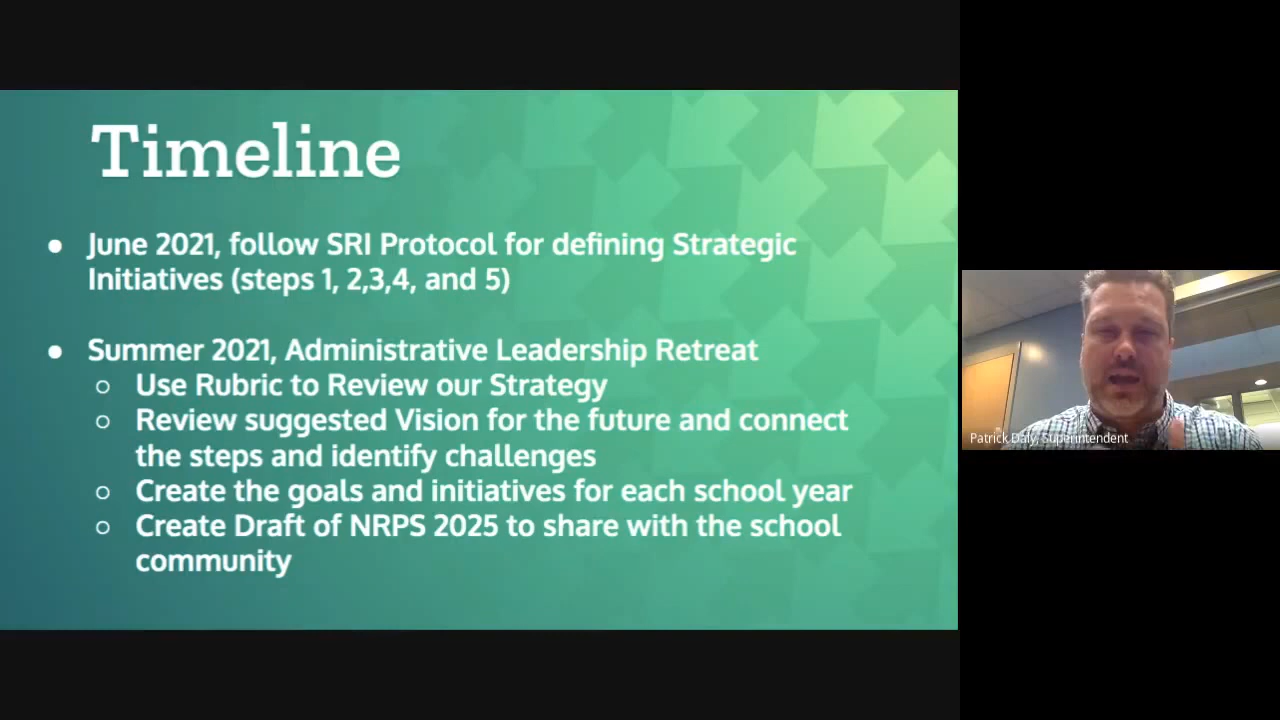 Timeline
● June 2021, follow SRI Protocol for defining Strategic
Initiatives (steps 1, 2,3,4, and 5)
● Summer 2021, Administrative Leadership Retreat
○ Use Rubric to Review our Strategy
○ Review suggested Vision for the future and connect
the steps and identify challenges
○ Create the goals and initiatives for each school year
○ Create Draft of NRPS 2025 to share with the school
community
Patrick Daly, Superintendent